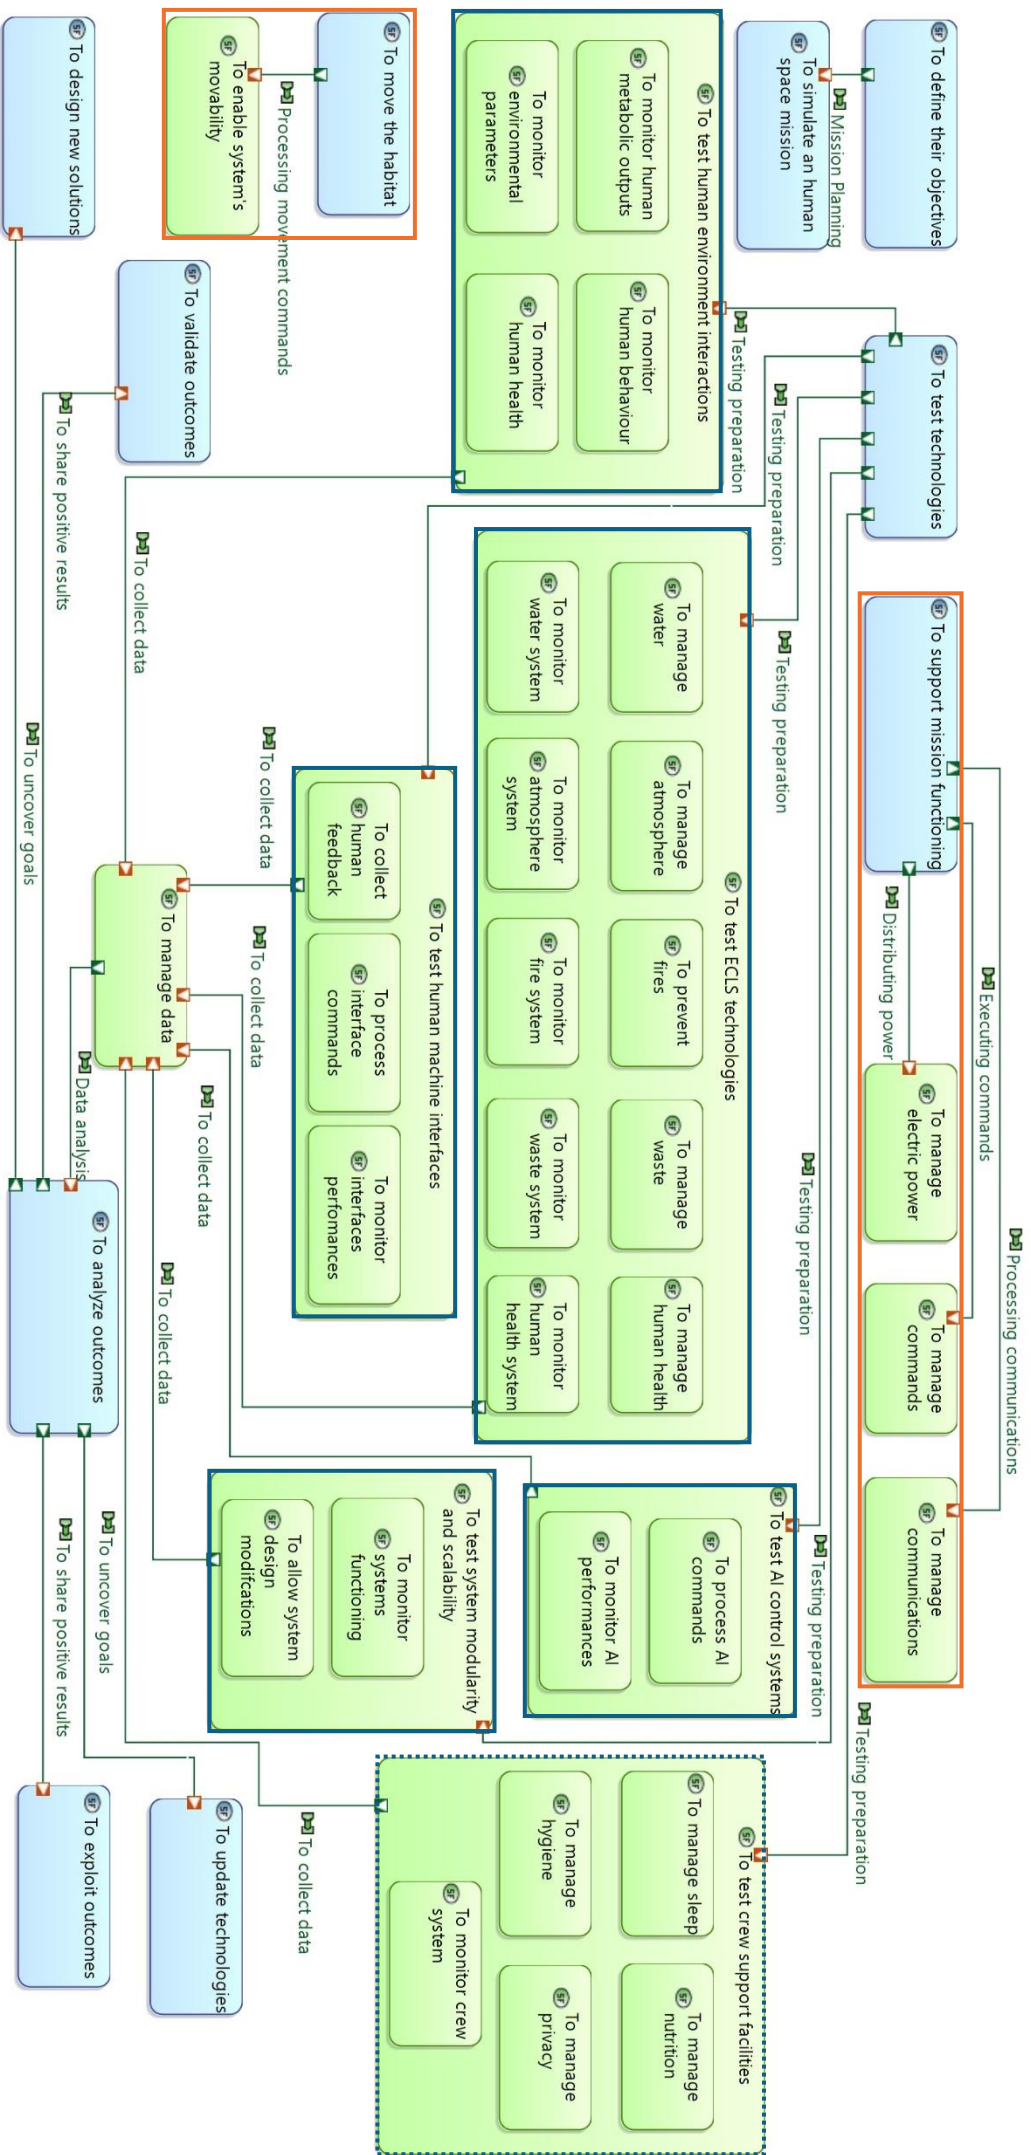 Processing communications
Executing commands
To define their objectives
To test technologies
To support mission functioning
Distributing power
To manage
electric power
To manage
commands
To manage
communications
Mission Planning
To simulate an human
space mission
Testing preparation
Testing preparation
Testing preparation
Testing preparation
Testing preparation
Testing preparation
To test human environment interactions
To monitor human
metabolic outputs
To monitor
human behaviour
To monitor
environmental
parameters
To monitor
human health
To test ECLS technologies
To manage
water
To manage
atmosphere
To prevent
fires
To manage
waste
To manage
human health
To monitor
water system
To monitor
atmosphere
system
To monitor
fire system
To monitor
waste system
To monitor
human
health system
To test AI control systems
To process AI
commands
To monitor AI
performances
To test crew support facilities
To manage sleep
To manage
nutrition
To manage
hygiene
To manage
privacy
To monitor crew
system
To test human machine interfaces
To collect
human
feedback
To process
interface
commands
To monitor
interfaces
perfomances
To test system modularity
and scalability
To monitor
systems
functioning
To allow system
design
modifcations
To move the habitat
Processing movement commands
To enable system's
movability
To collect data
To collect data
To collect data
To collect data
To collect data
To collect data
To validate outcomes
To manage data
Data analysis
To analyze outcomes
To update technologies
To design new solutions
To share positive results
To uncover goals
To uncover goals
To share positive results
To exploit outcomes